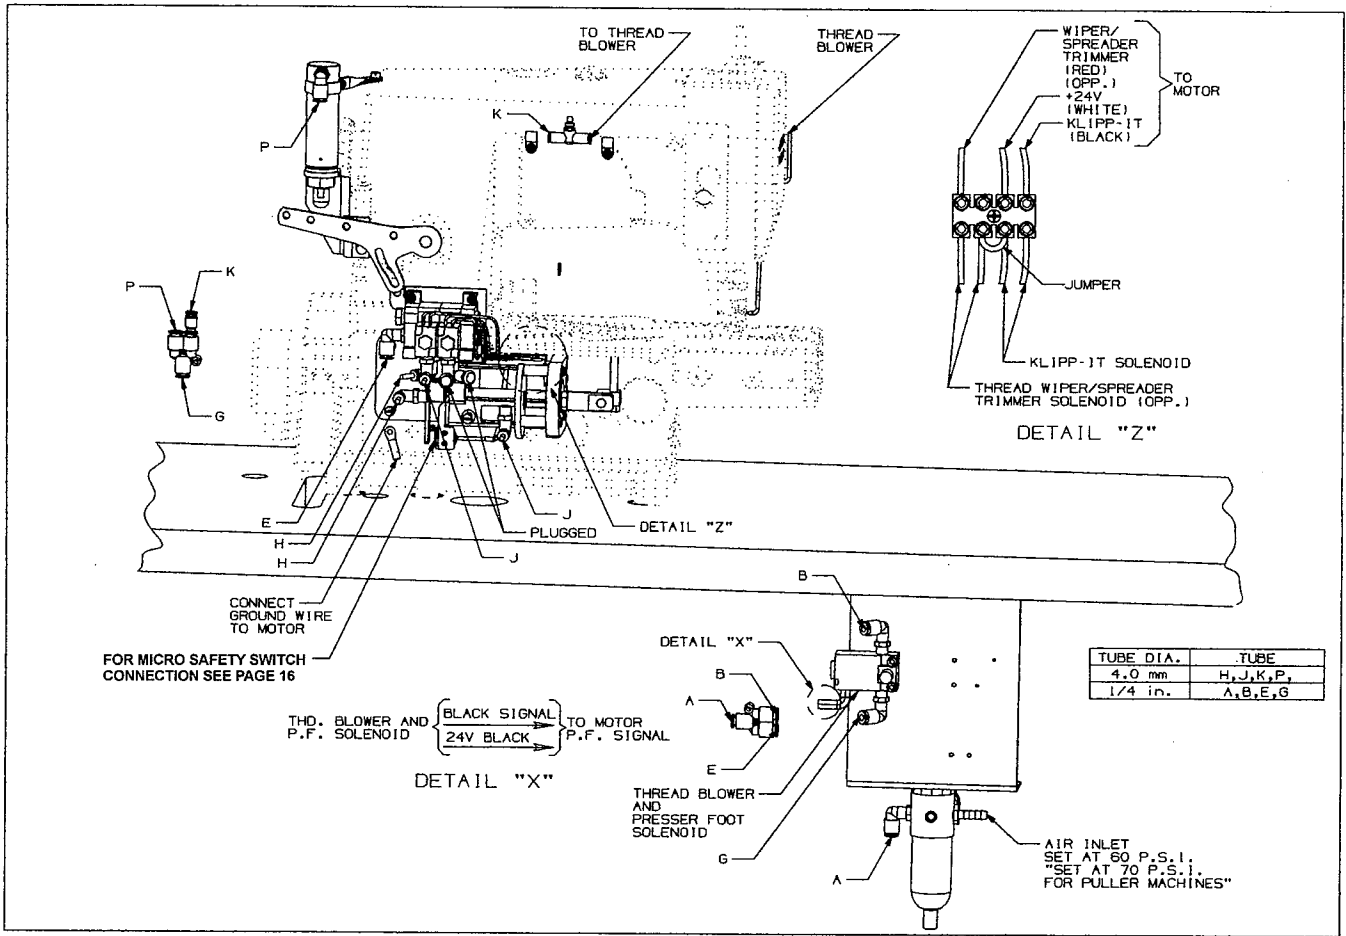 TO THREAD
BLOWER
THREAD
BLOWER
WIPER/
SPREADER
TRIMMER
(RED)
(OPP.)
+24V
(WHITE)
KLIPP-IT
(BLACK)
TO
MOTOR
K
P
K
P
G
JUMPER
KLIPP-IT SOLENOID
THREAD WIPER/SPREADER
TRIMMER SOLENOID (OPP.)
DETAIL "Z"
E
H
H
J
PLUGGED
J
DETAIL "Z"
CONNECT
GROUND WIRE
TO MOTOR
FOR MICRO SAFETY SWITCH
CONNECTION SEE PAGE 16
THD. BLOWER AND
P.F. SOLENOID
BLACK SIGNAL
24V BLACK
TO MOTOR
P.F. SIGNAL
DETAIL "X"
B
DETAIL "X"
B
A
E
THREAD BLOWER
AND
PRESSER FOOT
SOLENOID
G
A
AIR INLET
SET AT 60 P.S.I.
"SET AT 70 P.S.I.
FOR PULLER MACHINES"
TUBE DIA. TUBE
4.0 mm H,J,K,P,
1/4 in. A,B,E,G